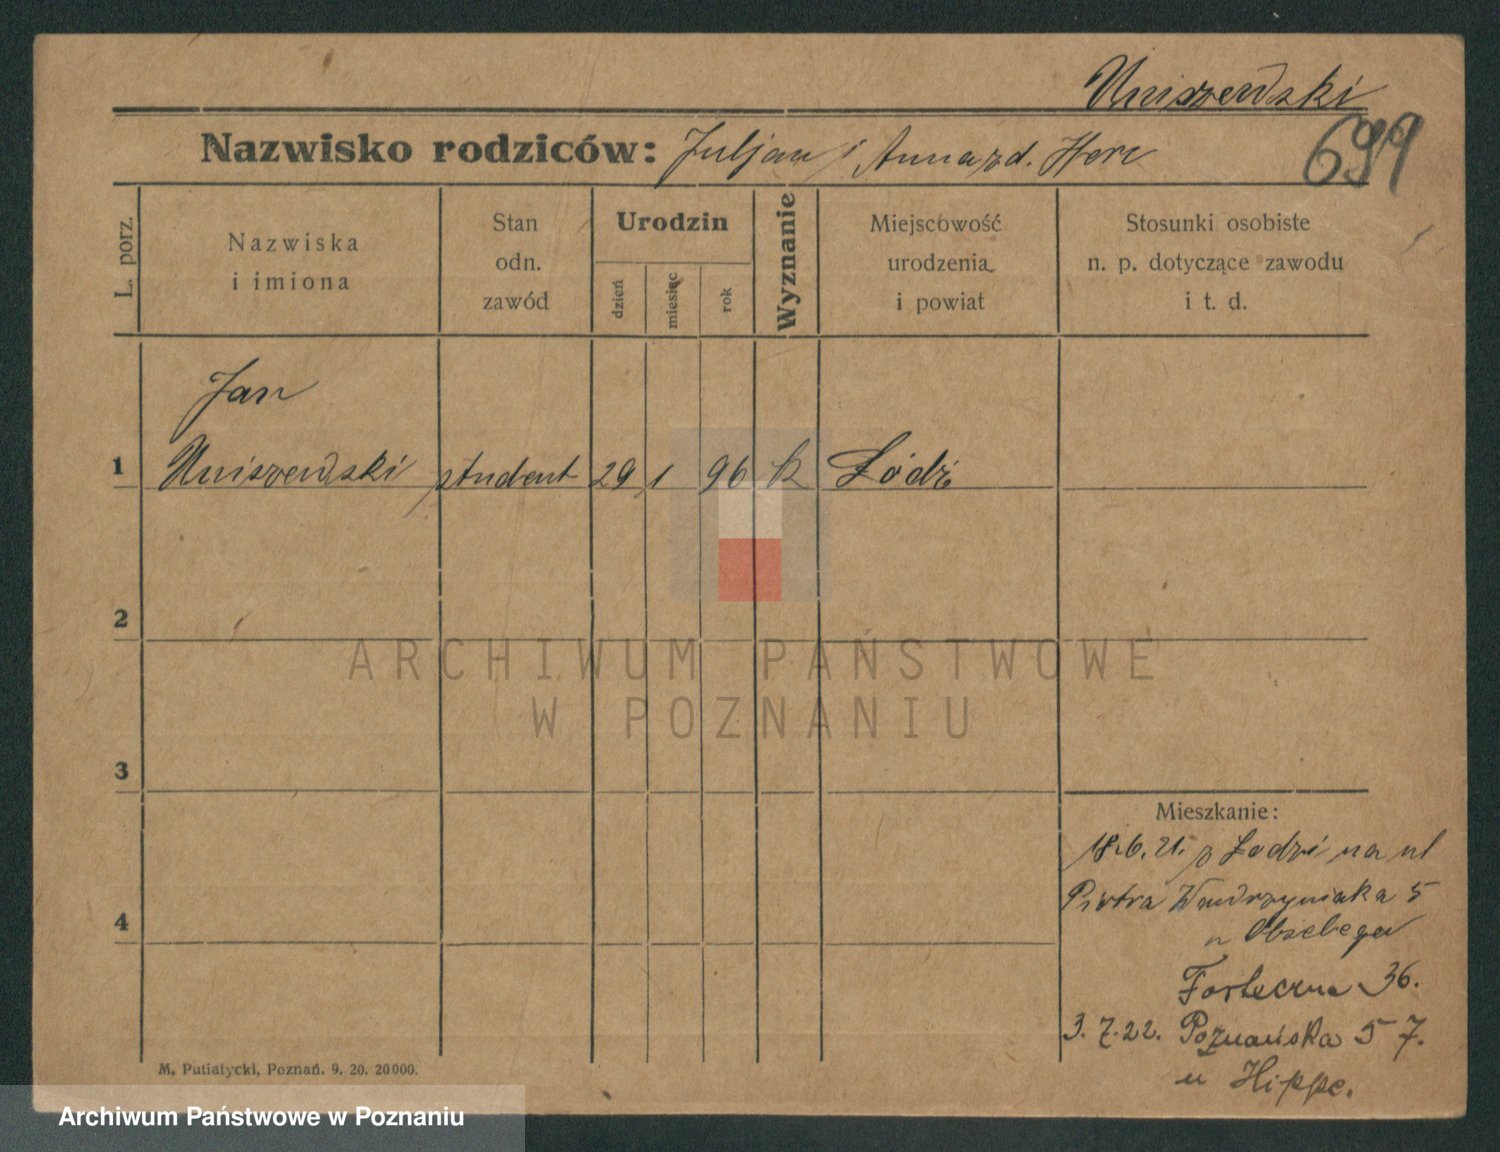 Uniszewski
699
Nazwisko rodziców: Juljan i Anna zd. Herc
L. porz.
Nazwiska i imiona
Stan odn. zawód
Urodzin
dzień
miesiąc
rok
Wyznanie
Miejscowość urodzenia i powiat
Stosunki osobiste n. p. dotyczące zawodu i t. d.
Jan
1 Uniszewski student 29 1 96 k Łódź
2
ARCHIWUM PAŃSTWOWE
W POZNANIU
3
Mieszkanie:
18.6.21. z Łodzi na ul
Piotra Wawrzyniaka 5
4
Forteczna 36.
3.7.22. Poznańska 57.
u Hippe.
M. Putiatycki, Poznań. 9. 20. 20000.
Archiwum Państwowe w Poznaniu